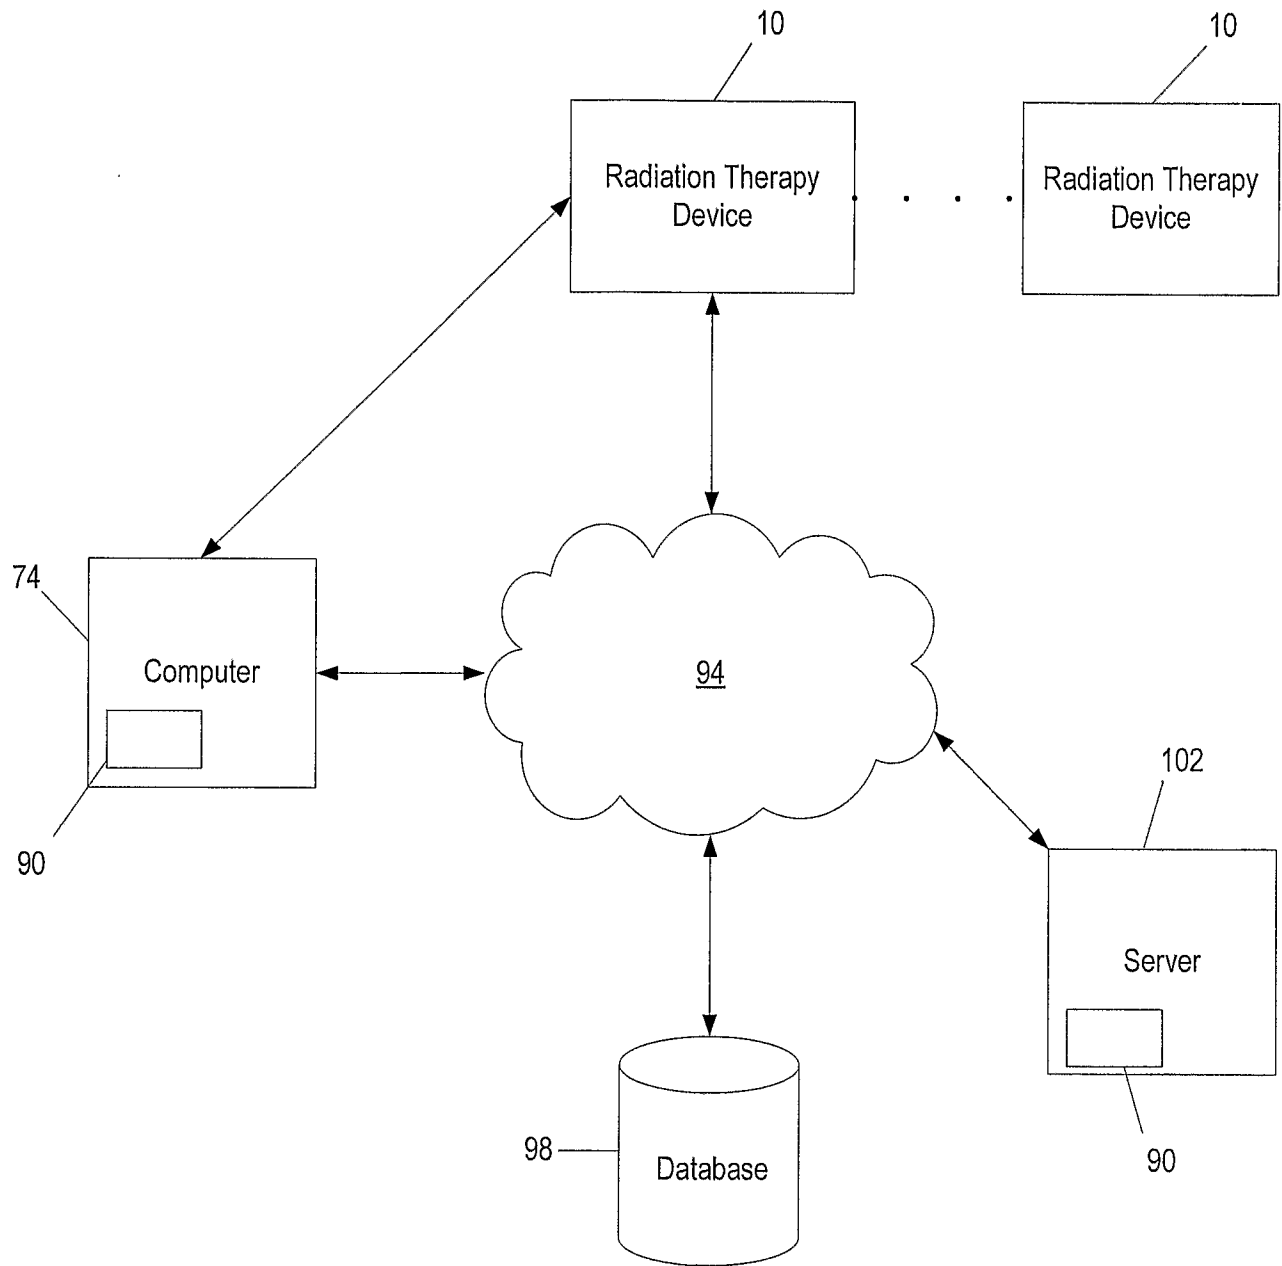 10
10
Radiation Therapy
Device
Radiation Therapy
Device
74
Computer
94
90
102
Server
98
Database
90